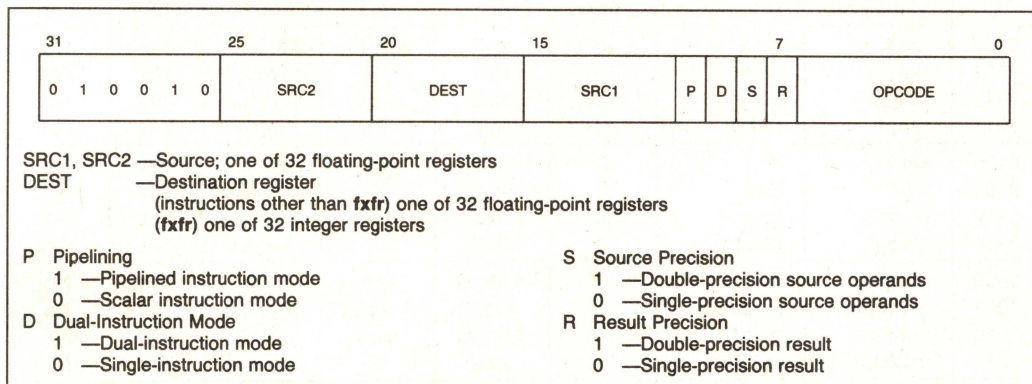 31 25 20 15 7 0
0 1 0 0 1 0 SRC2 DEST SRC1 P D S R OPCODE
SRC1, SRC2 —Source; one of 32 floating-point registers
DEST —Destination register
(instructions other than fxfr) one of 32 floating-point registers
(fxfr) one of 32 integer registers
P Pipelining
1 —Pipelined instruction mode
0 —Scalar instruction mode
D Dual-Instruction Mode
1 —Dual-instruction mode
0 —Single-instruction mode
S Source Precision
1 —Double-precision source operands
0 —Single-precision source operands
R Result Precision
1 —Double-precision result
0 —Single-precision result